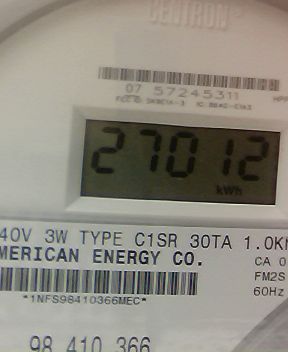 CENTRON
07 57245311
27012
kWh
40V 3W TYPE C1SR 30TA 1.0K
MERICAN ENERGY CO.
CA 0
FM2S
60Hz
*1NFS98410366MEC*
98 410 366